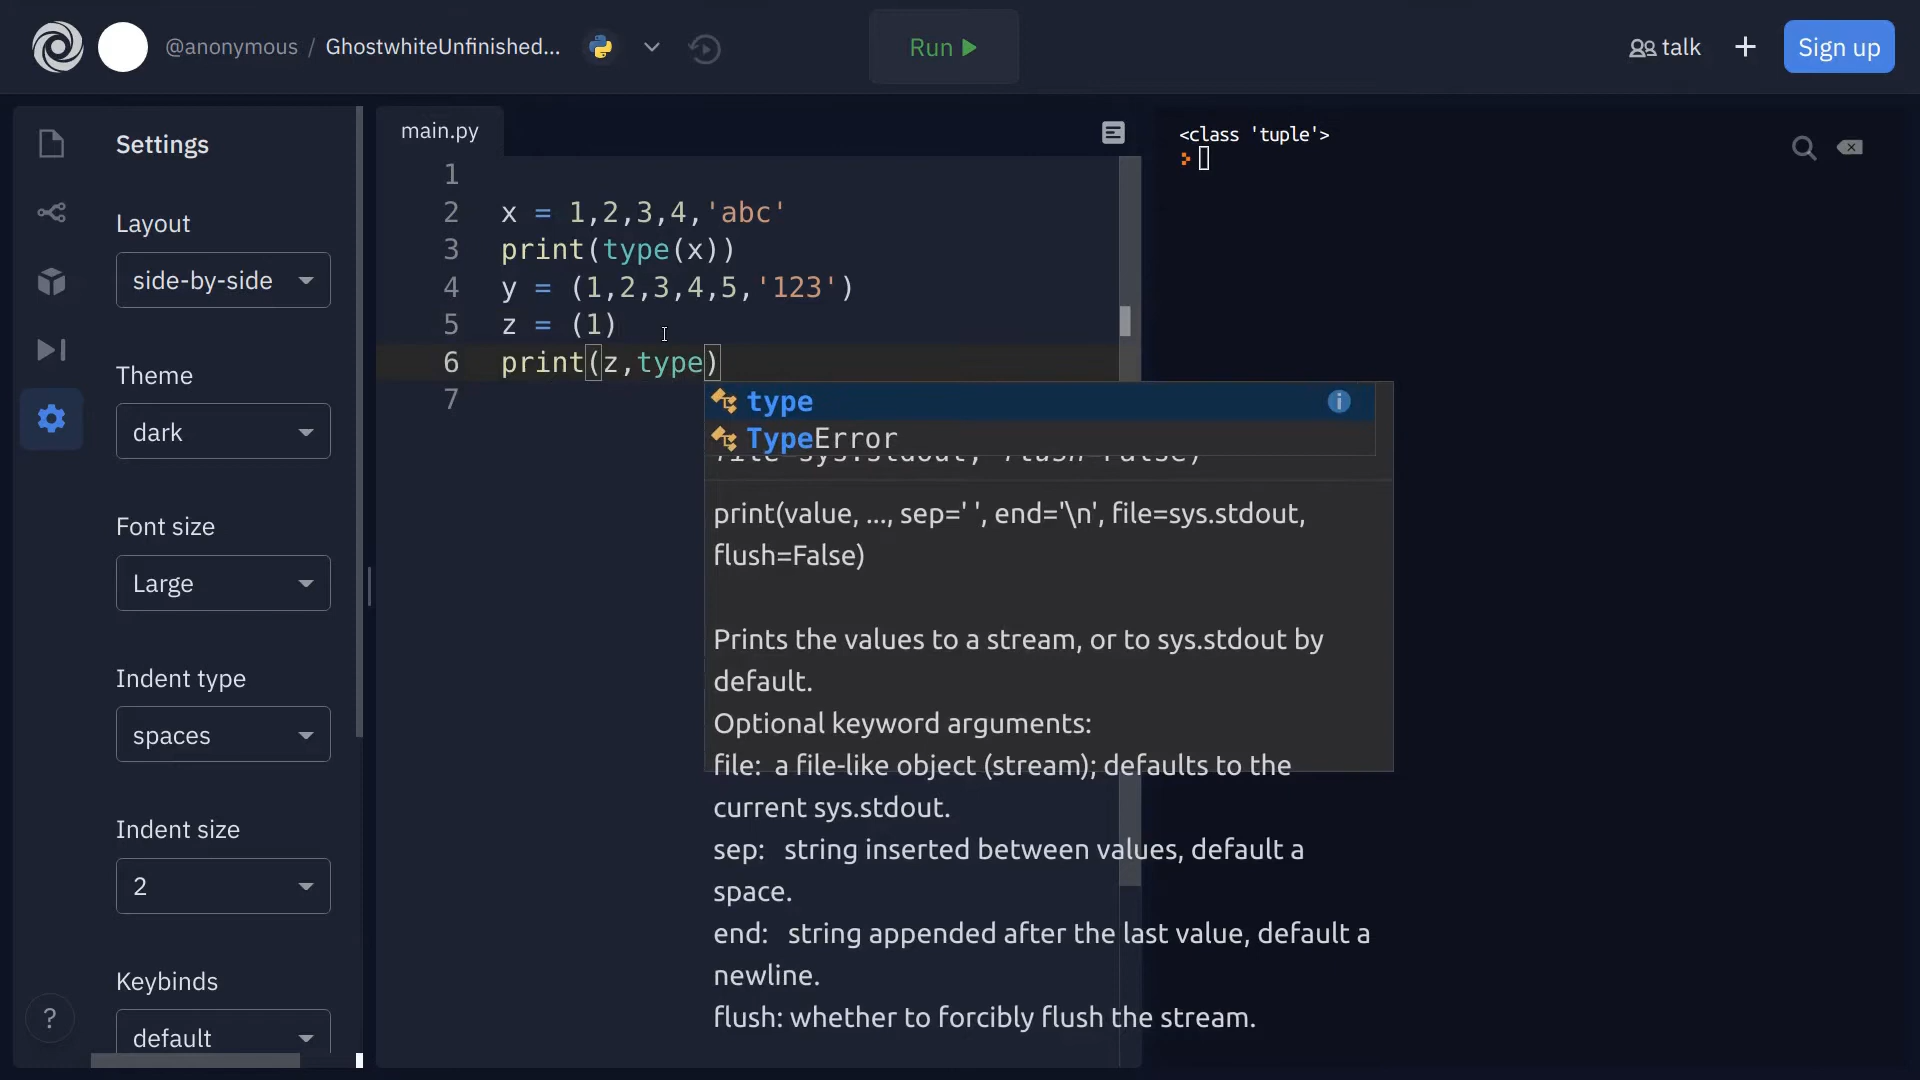 @anonymous / GhostwhiteUnfinished...
Run
talk
+
Sign up
Settings
Layout
side-by-side
Theme
dark
Font size
Large
Indent type
spaces
Indent size
2
Keybinds
default
?
main.py
1
2 x = 1,2,3,4,'abc'
3 print(type(x))
4 y = (1,2,3,4,5,'123')
5 z = (1)
6 print(z,type)
7
type
TypeError
file=sys.stdout, flush=False)
print(value, ..., sep=' ', end='\n', file=sys.stdout,
flush=False)
Prints the values to a stream, or to sys.stdout by
default.
Optional keyword arguments:
file: a file-like object (stream); defaults to the
current sys.stdout.
sep: string inserted between values, default a
space.
end: string appended after the last value, default a
newline.
flush: whether to forcibly flush the stream.
<class 'tuple'>